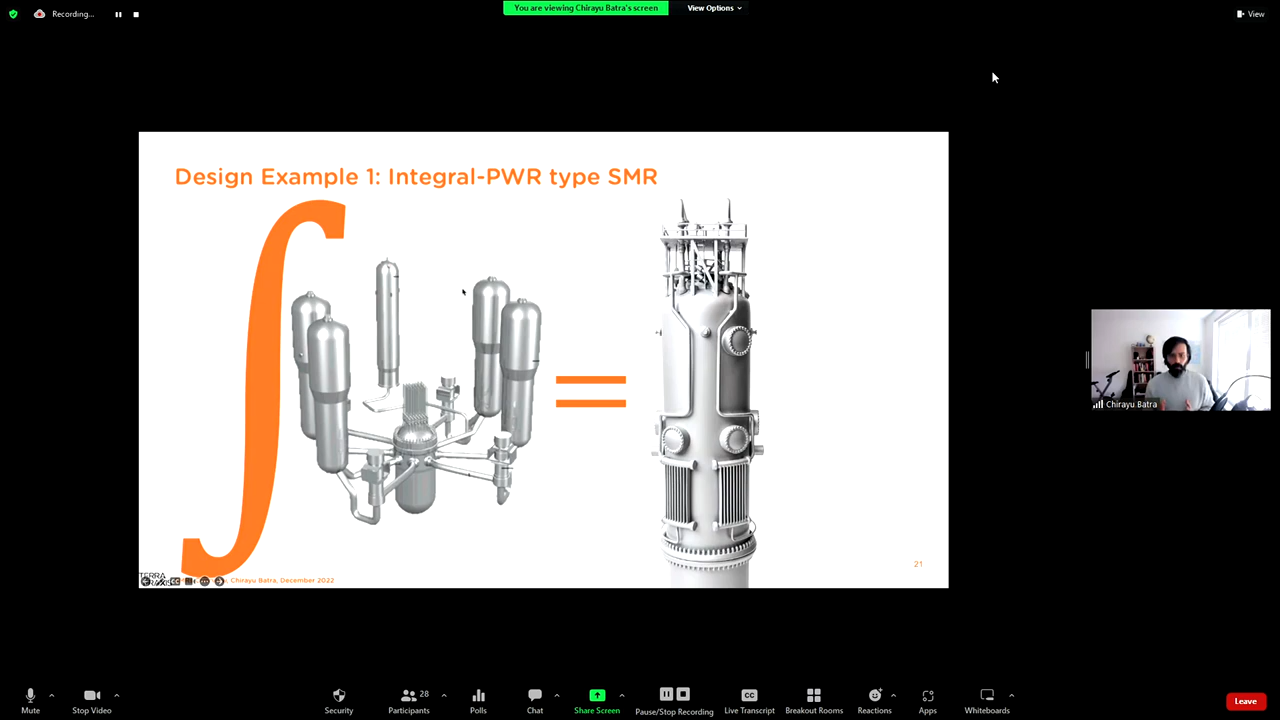 Recording...
You are viewing Chirayu Batra's screen
View Options
View
Design Example 1: Integral-PWR type SMR
∫
=
TERRA
Chirayu Batra, December 2022
21
Chirayu Batra
Mute
Stop Video
Security
Participants
28
Polls
Chat
Share Screen
Pause/Stop Recording
CC
Live Transcript
Breakout Rooms
Reactions
Apps
Whiteboards
Leave